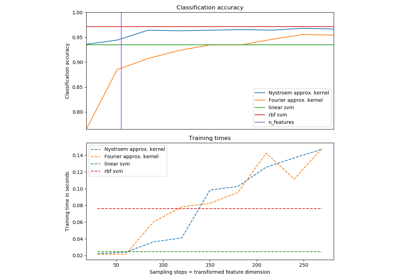 Classification accuracy
1.00
0.95
0.90
0.85
0.80
Classification accuracy
Nystroem approx. kernel
Fourier approx. kernel
linear svm
rbf svm
n_features
Training times
0.14
0.12
0.10
0.08
0.06
0.04
0.02
Training time in seconds
Nystroem approx. kernel
Fourier approx. kernel
linear svm
rbf svm
50 100 150 200 250
Sampling steps = transformed feature dimension